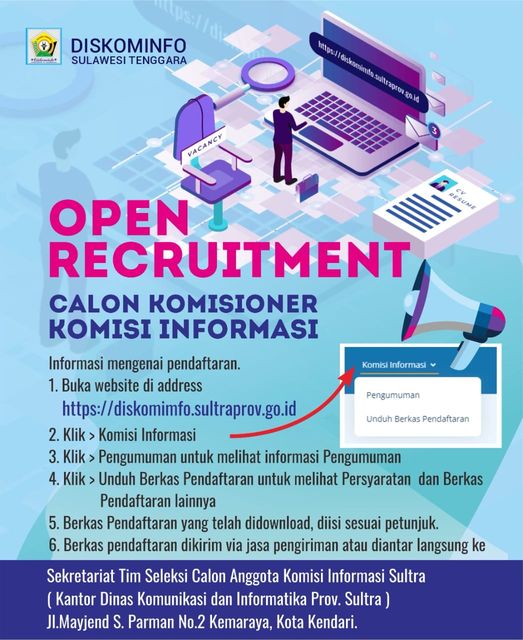 DISKOMINFO
SULAWESI TENGGARA
https://diskominfo.sultraprov.go.id
3
VACANCY
CV
RESUME
OPEN
RECRUITMENT
CALON KOMISIONER
KOMISI INFORMASI
Informasi mengenai pendaftaran.
1. Buka website di address
https://diskomimfo.sultraprov.go.id
2. Klik > Komisi Informasi
3. Klik > Pengumuman untuk melihat informasi Pengumuman
4. Klik > Unduh Berkas Pendaftaran untuk melihat Persyaratan dan Berkas
Pendaftaran lainnya
5. Berkas Pendaftaran yang telah didownload, diisi sesuai petunjuk.
6. Berkas pendaftaran dikirim via jasa pengiriman atau diantar langsung ke
Komisi Informasi
Pengumuman
Unduh Berkas Pendaftaran
Sekretariat Tim Seleksi Calon Anggota Komisi Informasi Sultra
( Kantor Dinas Komunikasi dan Informatika Prov. Sultra )
Jl.Mayjend S. Parman No.2 Kemaraya, Kota Kendari.